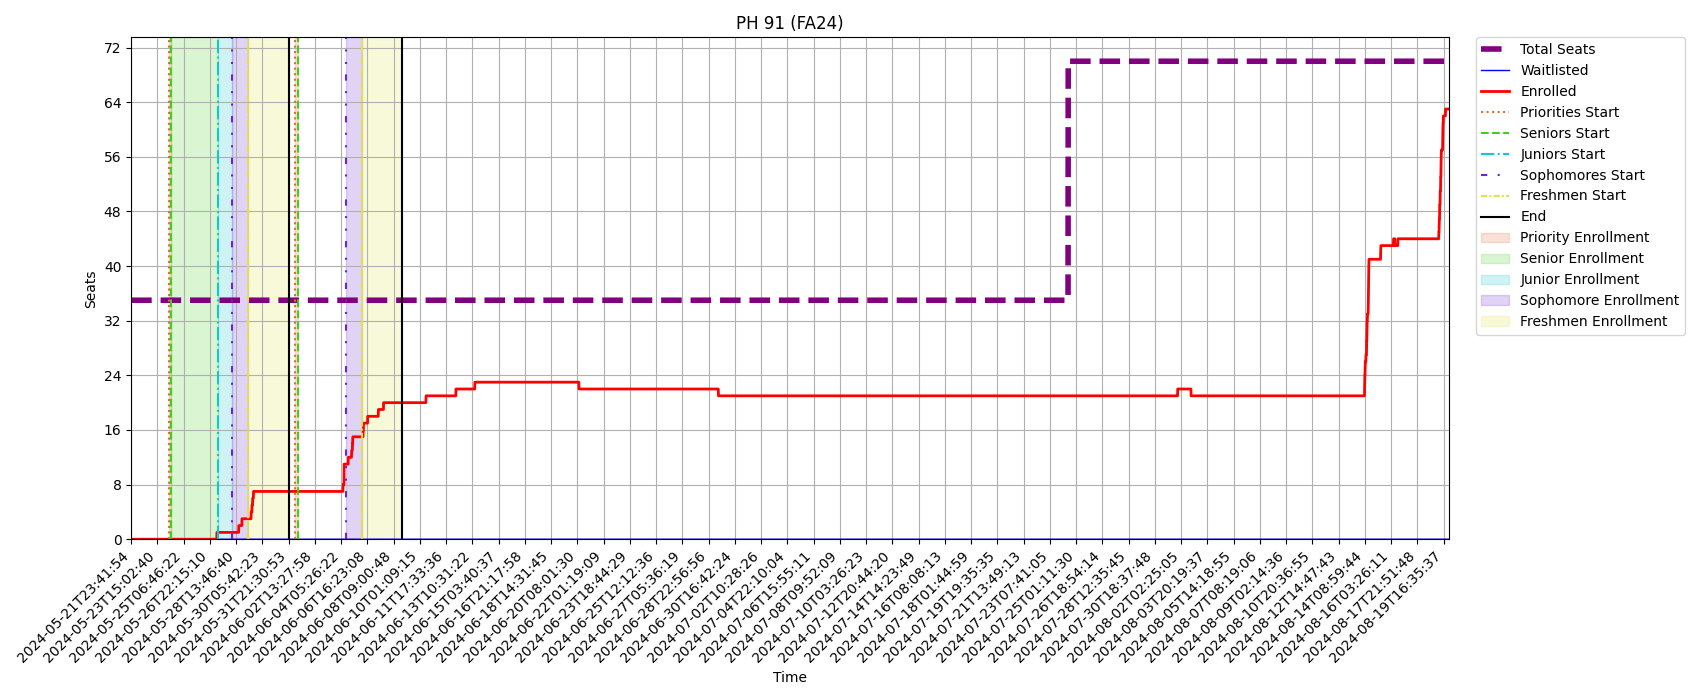 PH 91 (FA24)
72
64
56
48
40
32
24
16
8
0
Seats
2024-05-21T23:41:54
2024-05-23T15:02:40
2024-05-25T06:46:22
2024-05-26T22:15:10
2024-05-28T13:46:40
2024-05-30T05:42:23
2024-05-31T21:30:53
2024-06-02T13:27:58
2024-06-04T05:26:22
2024-06-06T16:23:08
2024-06-08T09:00:48
2024-06-10T01:09:15
2024-06-11T17:33:36
2024-06-13T10:31:22
2024-06-15T03:40:37
2024-06-16T21:17:58
2024-06-18T14:31:45
2024-06-20T08:01:30
2024-06-22T01:19:09
2024-06-23T18:44:29
2024-06-25T12:12:36
2024-06-27T05:36:19
2024-06-28T22:56:56
2024-06-30T16:42:24
2024-07-02T10:28:26
2024-07-04T22:10:04
2024-07-06T15:55:11
2024-07-08T09:52:09
2024-07-10T03:26:23
2024-07-12T20:44:20
2024-07-14T14:23:49
2024-07-16T08:08:13
2024-07-18T01:44:59
2024-07-19T19:35:35
2024-07-21T13:49:13
2024-07-23T07:41:05
2024-07-25T01:11:30
2024-07-26T18:54:14
2024-07-28T12:35:45
2024-07-30T18:37:48
2024-08-02T02:25:05
2024-08-03T20:19:37
2024-08-05T14:18:55
2024-08-07T08:19:06
2024-08-09T02:14:36
2024-08-10T20:36:55
2024-08-12T14:47:43
2024-08-14T08:59:44
2024-08-16T03:26:11
2024-08-17T21:51:48
2024-08-19T16:35:37
Time
Total Seats
Waitlisted
Enrolled
Priorities Start
Seniors Start
Juniors Start
Sophomores Start
Freshmen Start
End
Priority Enrollment
Senior Enrollment
Junior Enrollment
Sophomore Enrollment
Freshmen Enrollment